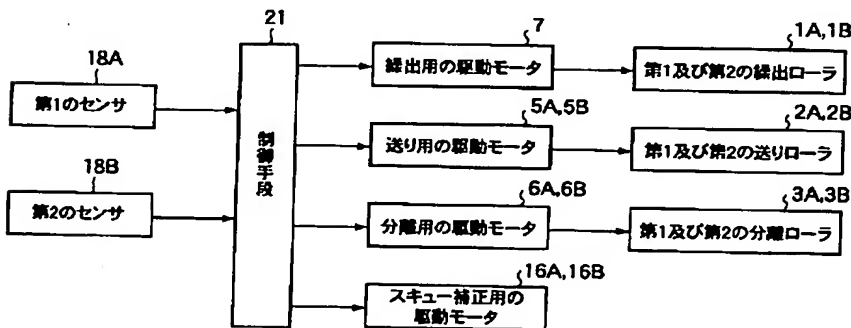 21
7
1A,1B
18A
繰出用の駆動モータ
第1及び第2の繰出ローラ
第1のセンサ
5A,5B
2A,2B
制御手段
送り用の駆動モータ
第1及び第2の送りローラ
18B
6A,6B
3A,3B
第2のセンサ
分離用の駆動モータ
第1及び第2の分離ローラ
16A,16B
スキュー補正用の
駆動モータ